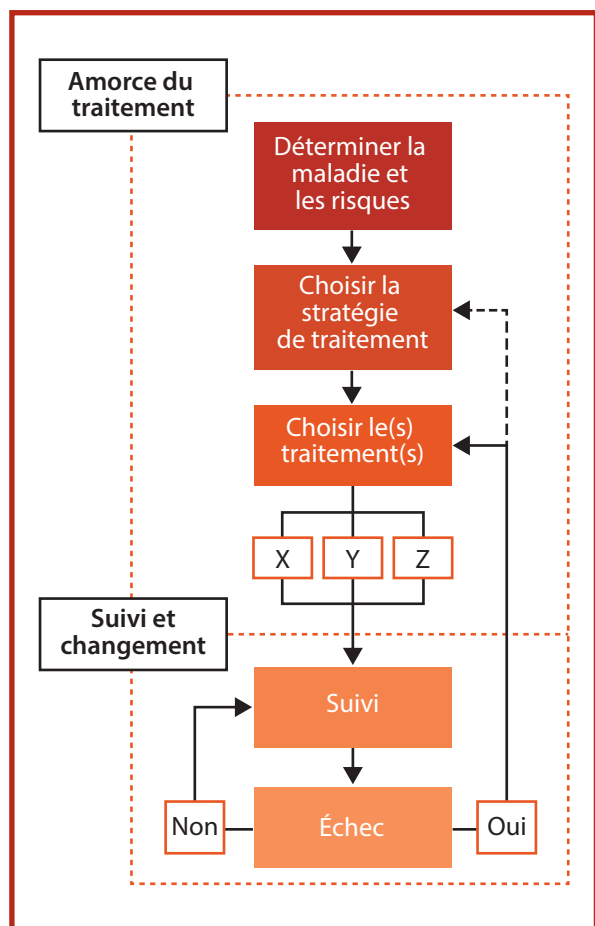 Amorce du
traitement
Déterminer la
maladie et
les risques
Choisir la
stratégie
de traitement
Choisir le(s)
traitement(s)
X Y Z
Suivi et
changement
Suivi
Non Échec Oui